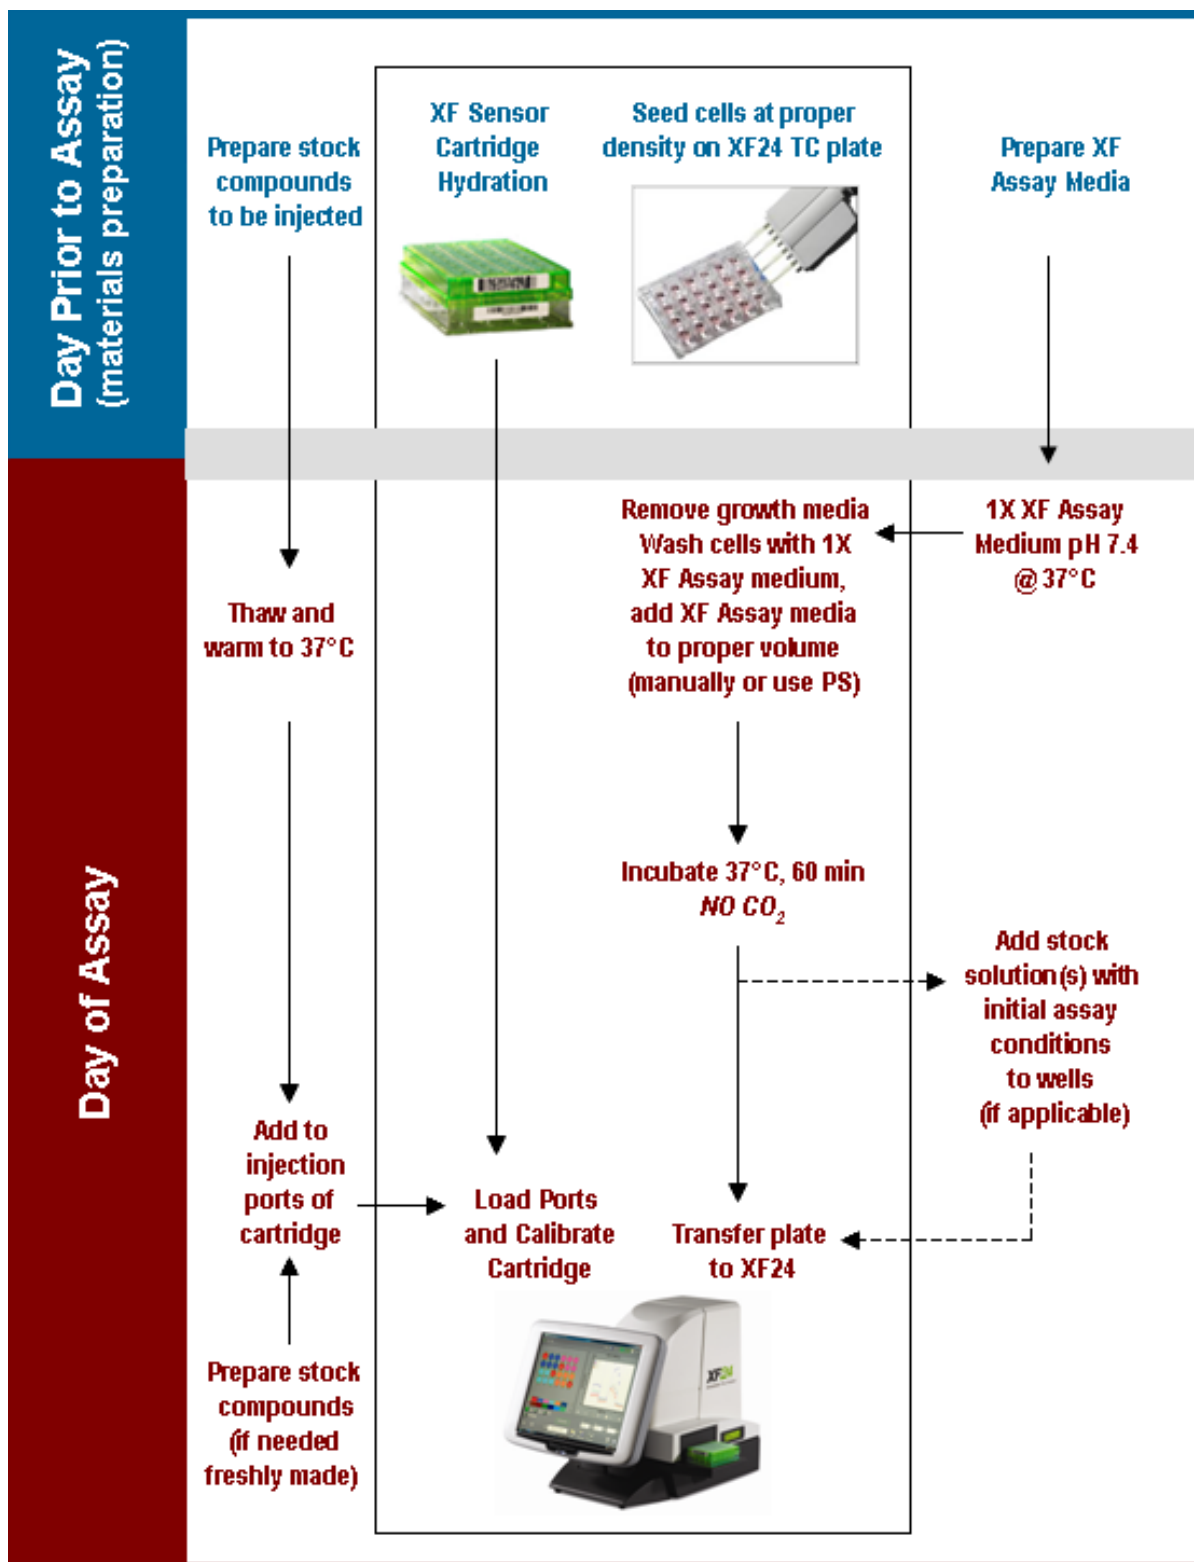 Day Prior to Assay
(materials preparation)
Prepare stock
compounds
to be injected
XF Sensor
Cartridge
Hydration
Seed cells at proper
density on XF24 TC plate
Prepare XF
Assay Media
Day of Assay
Thaw and
warm to 37°C
Remove growth media
Wash cells with 1X
XF Assay medium,
add XF Assay media
to proper volume
(manually or use PS)
1X XF Assay
Medium pH 7.4
@ 37°C
Incubate 37°C, 60 min
NO CO2
Add stock
solution(s) with
initial assay
conditions
to wells
(if applicable)
Add to
injection
ports of
cartridge
Load Ports
and Calibrate
Cartridge
Transfer plate
to XF24
Prepare stock
compounds
(if needed
freshly made)
XF24